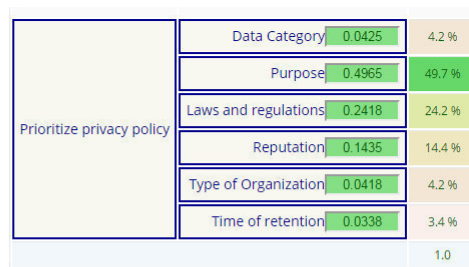 Data Category 0.0425 4.2 %
Purpose 0.4965 49.7 %
Laws and regulations 0.2418 24.2 %
Prioritize privacy policy
Reputation 0.1435 14.4 %
Type of Organization 0.0418 4.2 %
Time of retention 0.0338 3.4 %
1.0